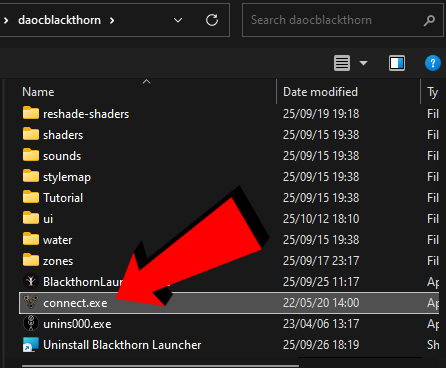 daocblackthorn
Search daocblackthorn
Name Date modified Ty
reshade-shaders 25/09/19 19:18 Fil
shaders 25/09/15 19:38 Fil
sounds 25/09/15 19:38 Fil
stylemap 25/09/15 19:38 Fil
Tutorial 25/09/15 19:38 Fil
ui 25/10/12 18:10 Fil
water 25/09/15 19:38 Fil
zones 25/09/17 23:17 Fil
BlackthornLaun 25/09/25 11:17 Ap
connect.exe 22/05/20 14:00 Ap
unins000.exe 23/04/06 13:17 Ap
Uninstall Blackthorn Launcher 25/09/26 18:19 Sh